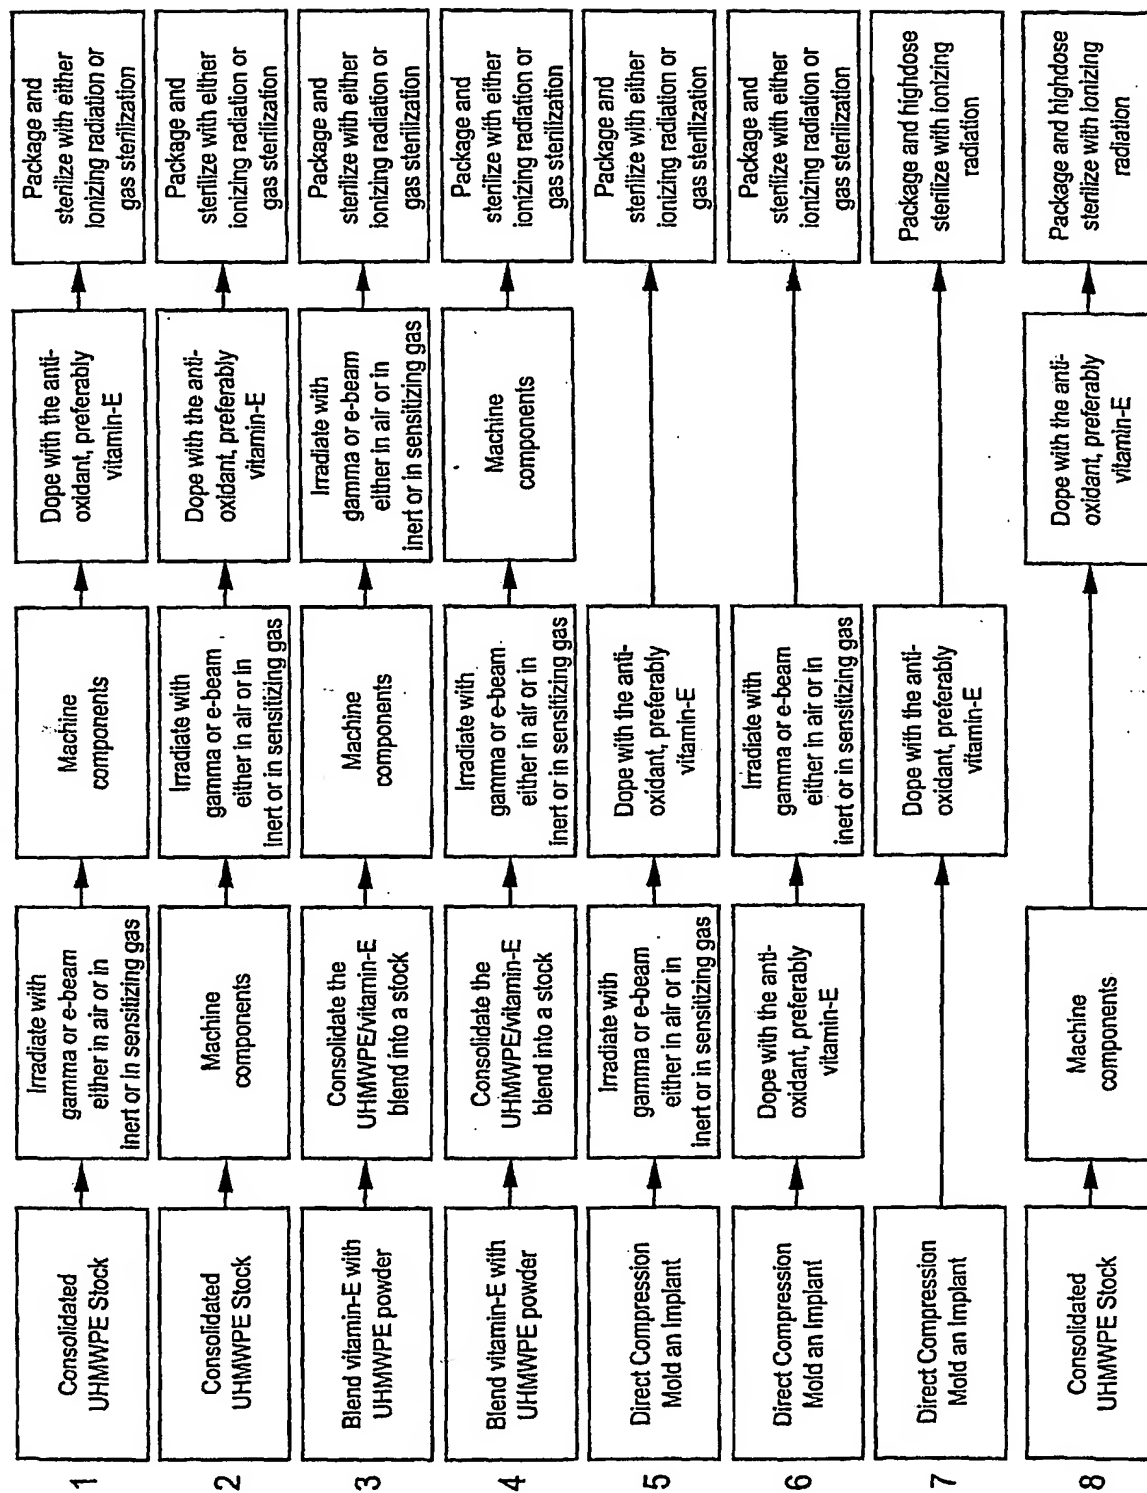 1
Consolidated
UHMWPE Stock
Irradiate with
gamma or e-beam
either in air or in
inert or in sensitizing gas
Machine
components
Dope with the anti-
oxidant, preferably
vitamin-E
Package and
sterilize with either
ionizing radiation or
gas sterilization
2
Consolidated
UHMWPE Stock
Machine
components
Irradiate with
gamma or e-beam
either in air or in
inert or in sensitizing gas
Dope with the anti-
oxidant, preferably
vitamin-E
Package and
sterilize with either
ionizing radiation or
gas sterilization
3
Blend vitamin-E with
UHMWPE powder
Consolidate the
UHMWPE/vitamin-E
blend into a stock
Machine
components
Irradiate with
gamma or e-beam
either in air or in
inert or in sensitizing gas
Package and
sterilize with either
ionizing radiation or
gas sterilization
4
Blend vitamin-E with
UHMWPE powder
Consolidate the
UHMWPE/vitamin-E
blend into a stock
Irradiate with
gamma or e-beam
either in air or in
inert or in sensitizing gas
Machine
components
Package and
sterilize with either
ionizing radiation or
gas sterilization
5
Direct Compression
Mold an Implant
Irradiate with
gamma or e-beam
either in air or in
inert or in sensitizing gas
Dope with the anti-
oxidant, preferably
vitamin-E
Package and
sterilize with either
ionizing radiation or
gas sterilization
6
Direct Compression
Mold an Implant
Dope with the anti-
oxidant, preferably
vitamin-E
Irradiate with
gamma or e-beam
either in air or in
inert or in sensitizing gas
Package and
sterilize with either
ionizing radiation or
gas sterilization
7
Direct Compression
Mold an Implant
Dope with the anti-
oxidant, preferably
vitamin-E
Package and highdose
sterilize with ionizing
radiation
8
Consolidated
UHMWPE Stock
Machine
components
Dope with the anti-
oxidant, preferably
vitamin-E
Package and highdose
sterilize with ionizing
radiation